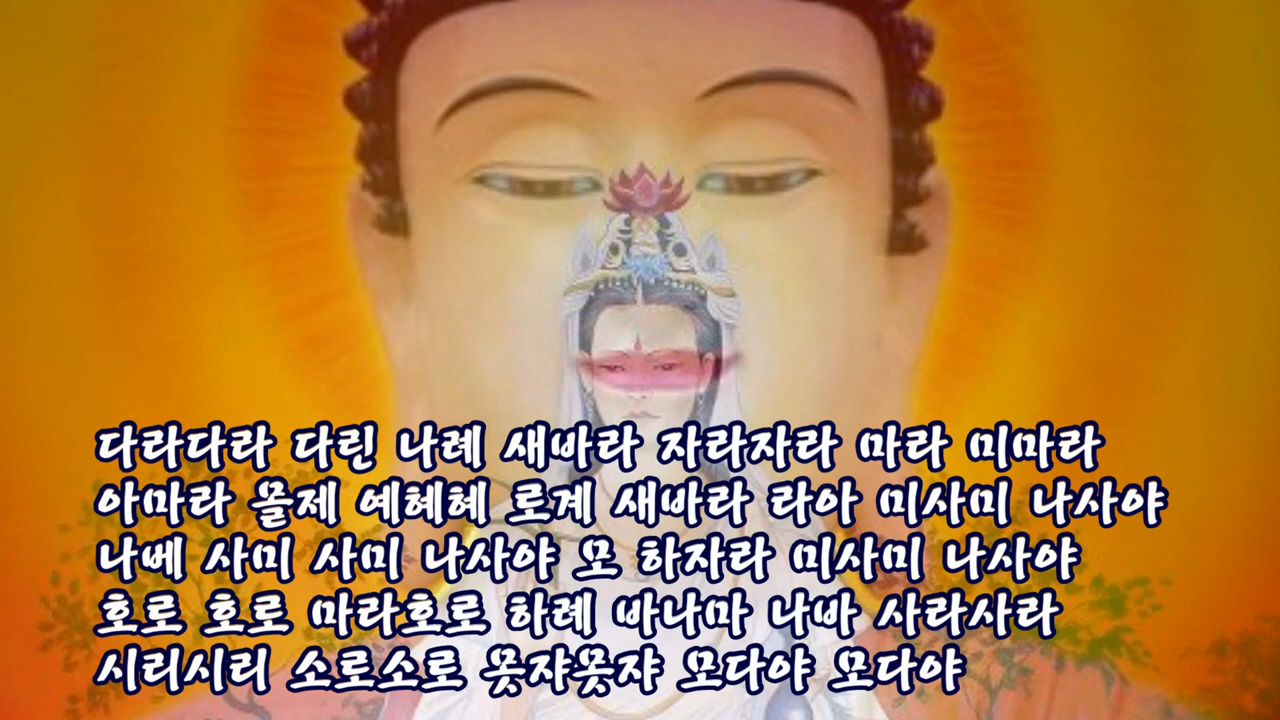 다라다라 다린 나례 새바라 자라자라 마라 미마라
아마라 몰제 예혜혜 로계 새바라 라아 미사미 나사야
나베 사미 사미 나사야 모 하자라 미사미 나사야
호로 호로 마라호로 하례 바나마 나바 사라사라
시리시리 소로소로 못쟈못쟈 모다야 모다야